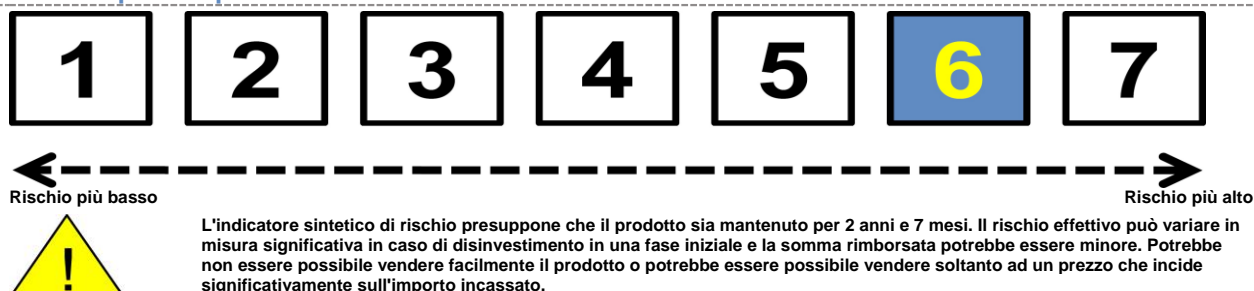 1 2 3 4 5 6 7
Rischio più basso Rischio più alto
!
L'indicatore sintetico di rischio presuppone che il prodotto sia mantenuto per 2 anni e 7 mesi. Il rischio effettivo può variare in
misura significativa in caso di disinvestimento in una fase iniziale e la somma rimborsata potrebbe essere minore. Potrebbe
non essere possibile vendere facilmente il prodotto o potrebbe essere possibile vendere soltanto ad un prezzo che incide
significativamente sull'importo incassato.